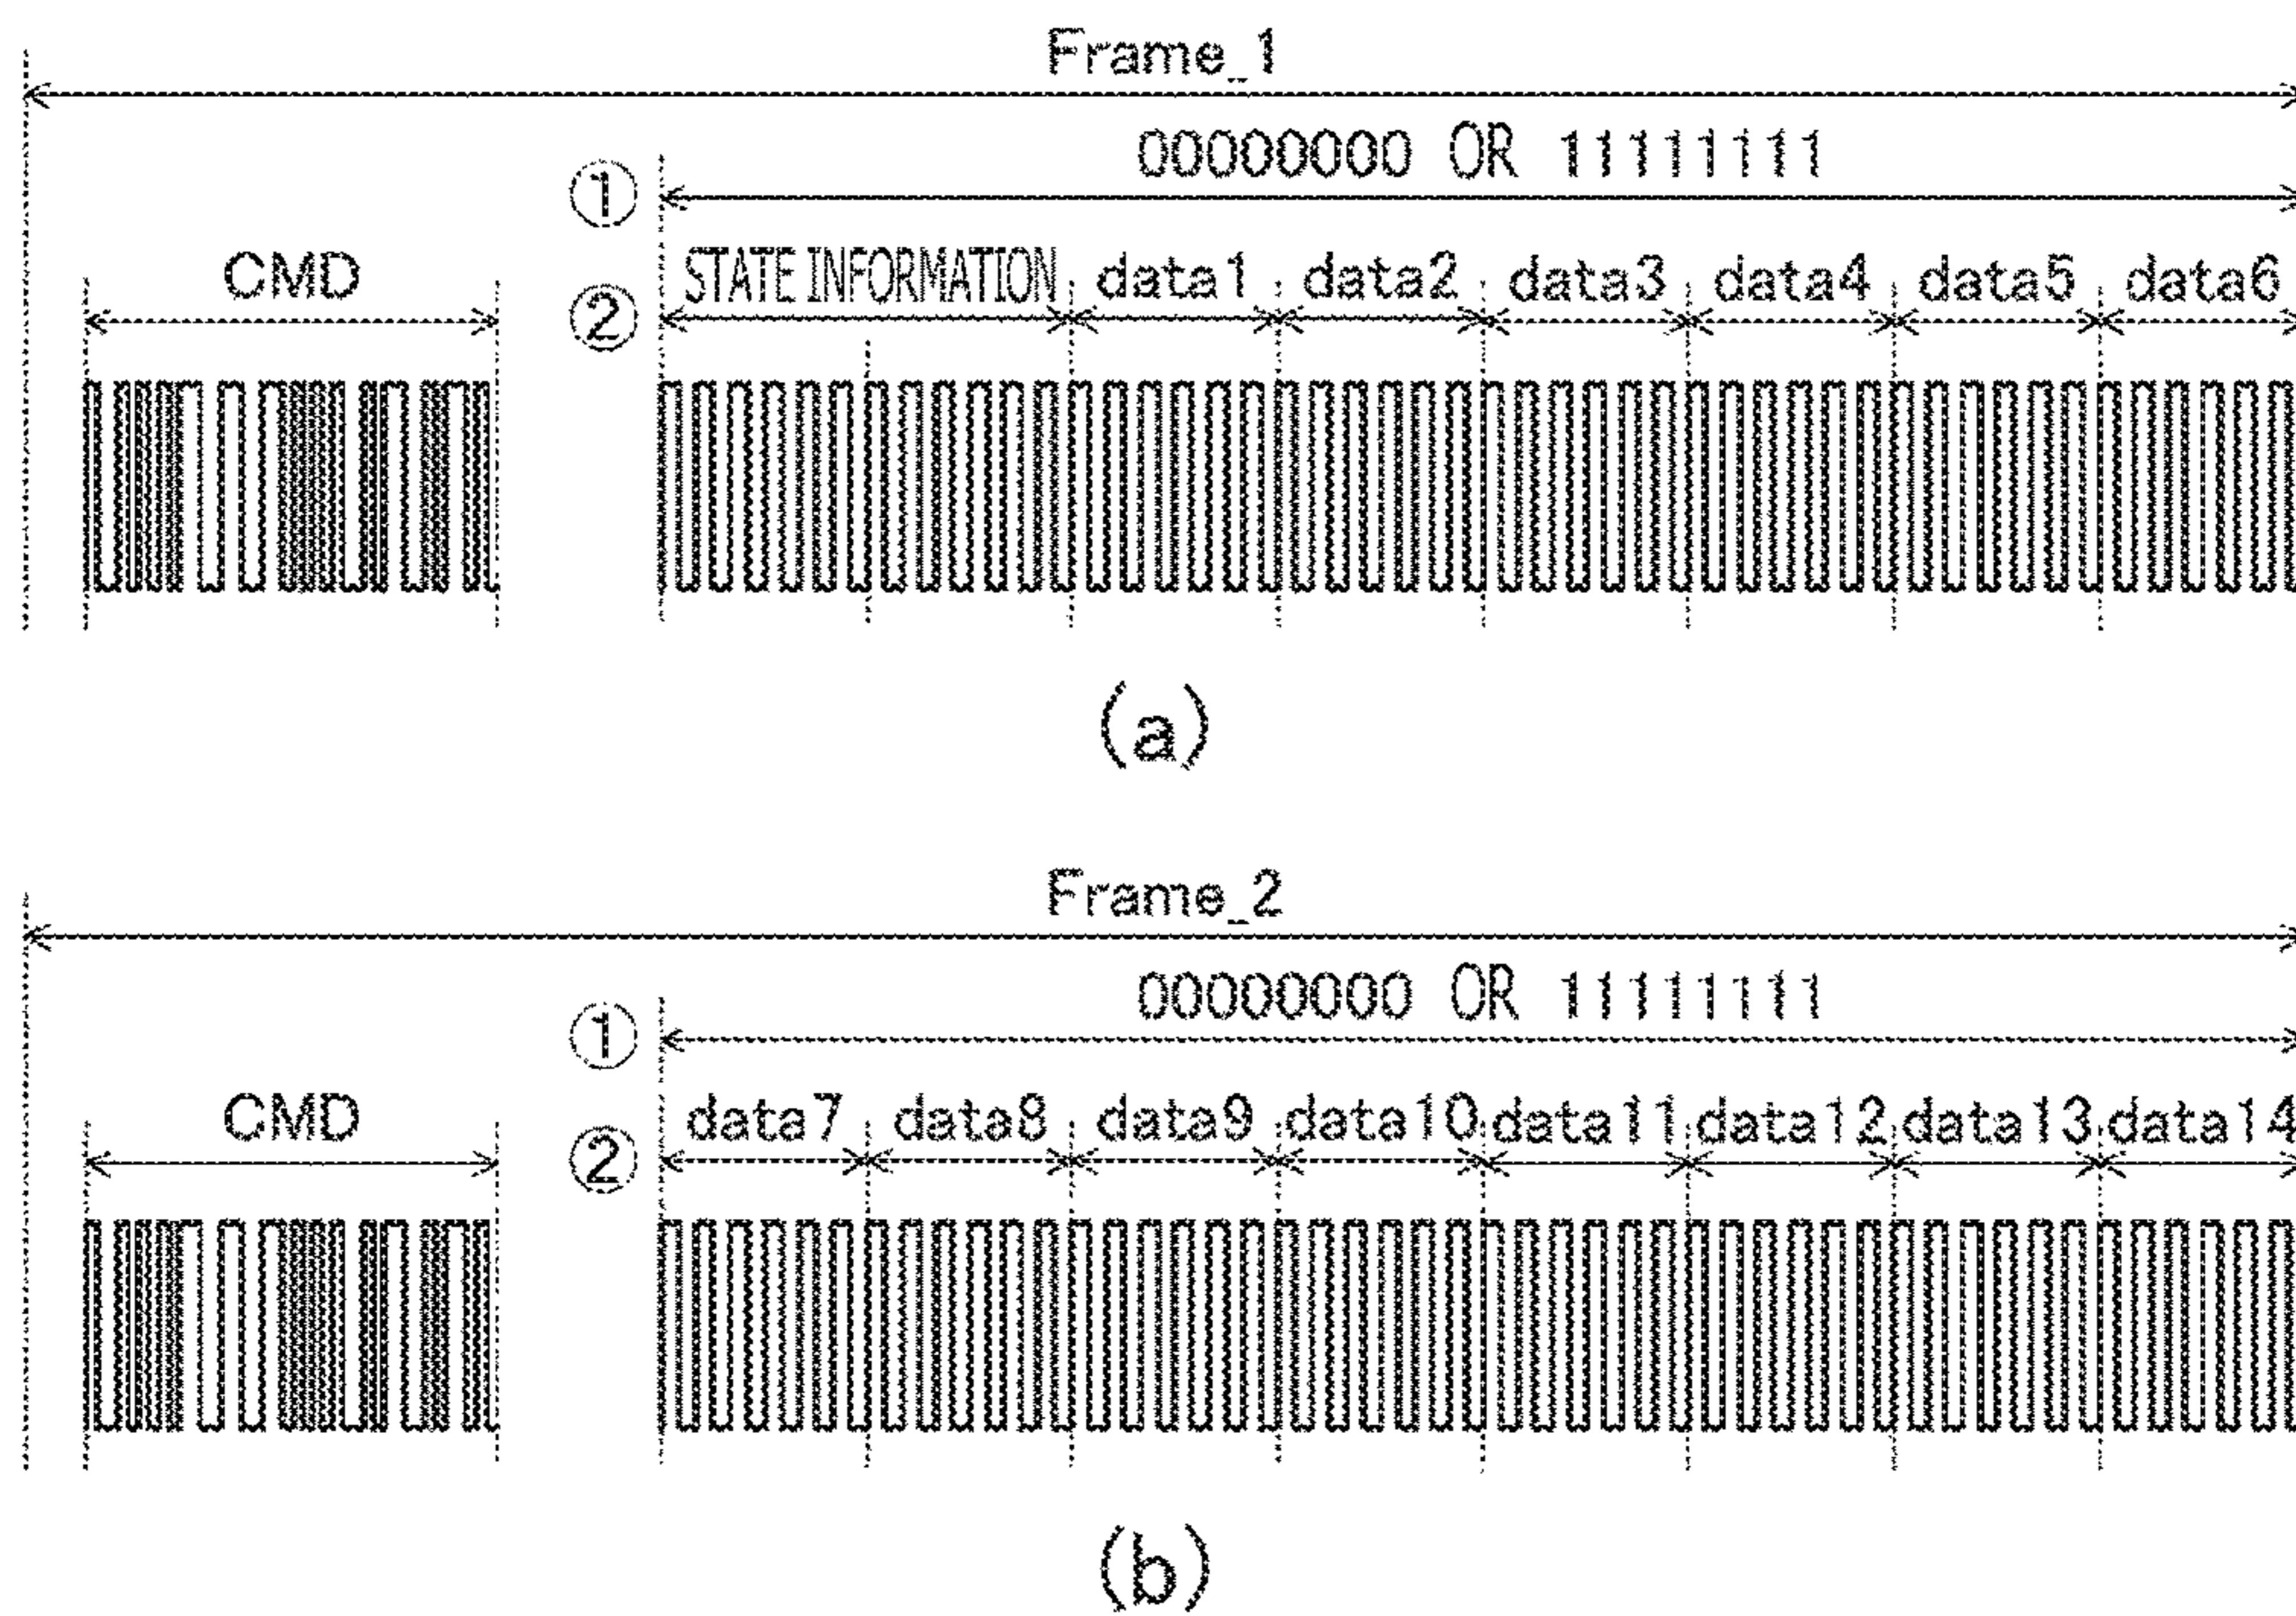 Frame_1
00000000 OR 11111111
①
CMD
STATE INFORMATION data1 data2 data3 data4 data5 data6
②
(a)
Frame_2
00000000 OR 11111111
①
CMD
data7 data8 data9 data10 data11 data12 data13 data14
②
(b)